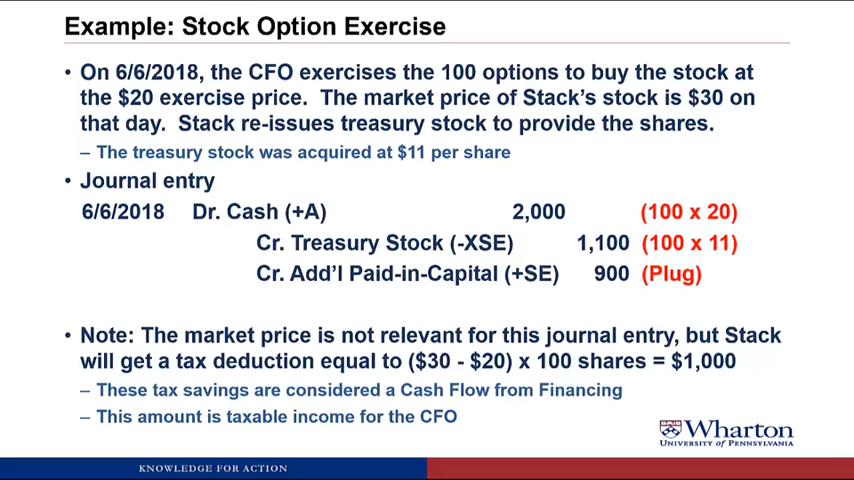 Example: Stock Option Exercise
• On 6/6/2018, the CFO exercises the 100 options to buy the stock at
the $20 exercise price. The market price of Stack's stock is $30 on
that day. Stack re-issues treasury stock to provide the shares.
– The treasury stock was acquired at $11 per share
• Journal entry
6/6/2018 Dr. Cash (+A) 2,000 (100 x 20)
Cr. Treasury Stock (-XSE) 1,100 (100 x 11)
Cr. Add'l Paid-in-Capital (+SE) 900 (Plug)
• Note: The market price is not relevant for this journal entry, but Stack
will get a tax deduction equal to ($30 - $20) x 100 shares = $1,000
– These tax savings are considered a Cash Flow from Financing
– This amount is taxable income for the CFO
Wharton
UNIVERSITY of PENNSYLVANIA
KNOWLEDGE FOR ACTION